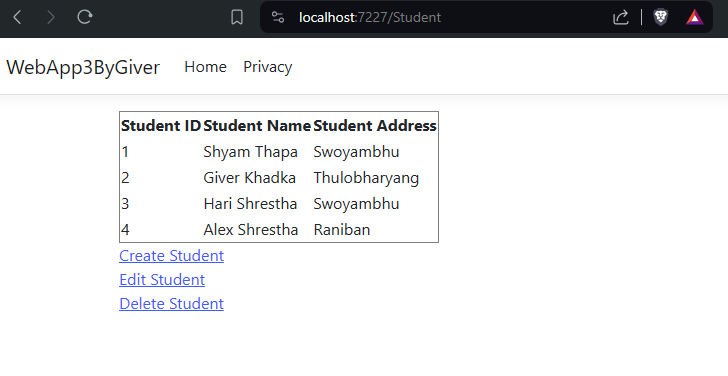 localhost:7227/Student
WebApp3ByGiver Home Privacy
Student ID Student Name Student Address
1 Shyam Thapa Swoyambhu
2 Giver Khadka Thulobharyang
3 Hari Shrestha Swoyambhu
4 Alex Shrestha Raniban
Create Student
Edit Student
Delete Student